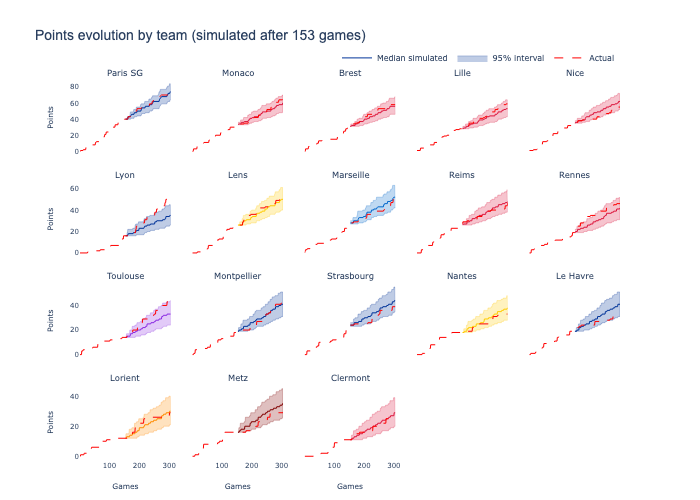 Points evolution by team (simulated after 153 games)
Median simulated 95% interval Actual
Paris SG Monaco Brest Lille Nice
80
60
40
20
0
Points
Lyon Lens Marseille Reims Rennes
60
40
20
0
Points
Toulouse Montpellier Strasbourg Nantes Le Havre
40
20
0
Points
Lorient Metz Clermont
40
20
0
Points
100 200 300 100 200 300 100 200 300
Games Games Games